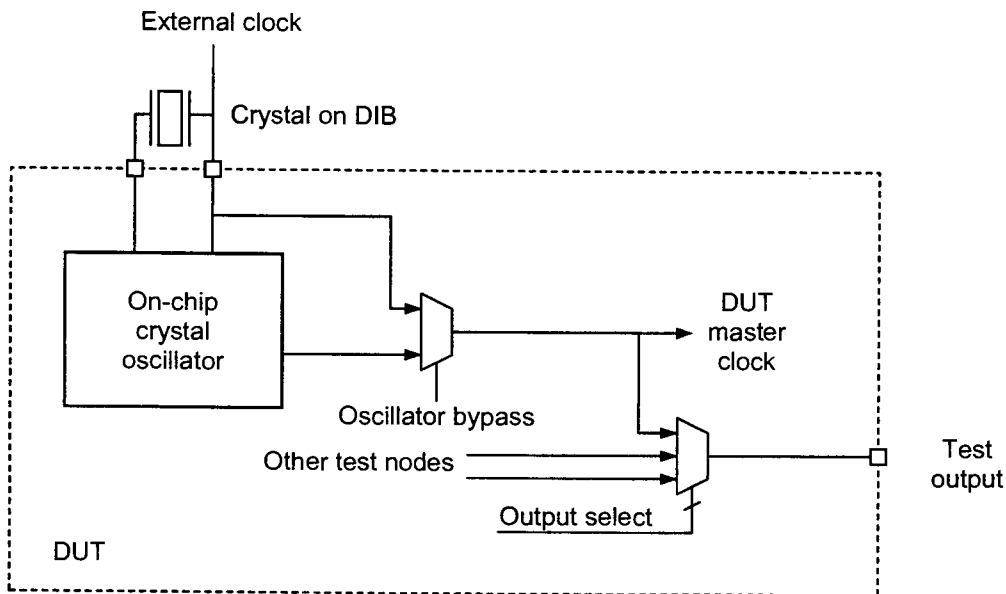 External clock
Crystal on DIB
On-chip
crystal
oscillator
DUT
master
clock
Oscillator bypass
Other test nodes
Test
output
Output select
DUT